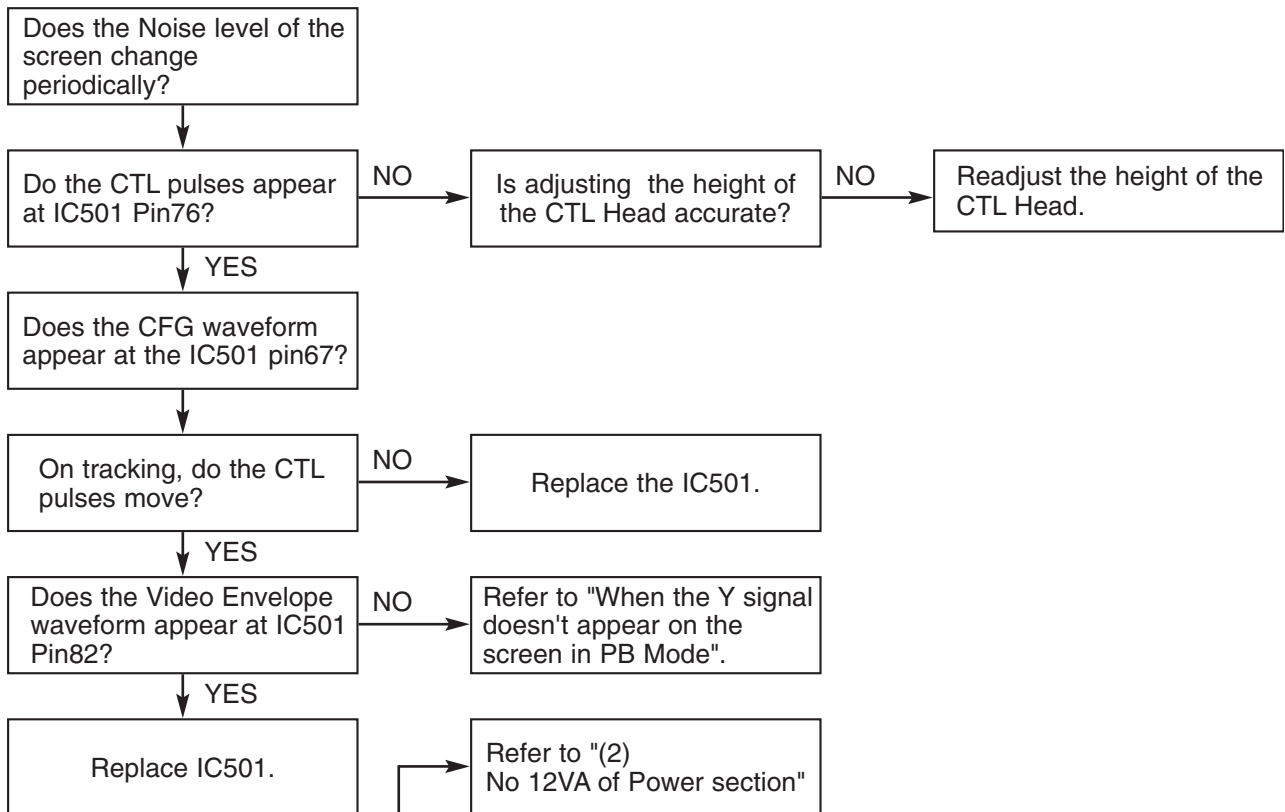 Does the Noise level of the
screen change
periodically?
Do the CTL pulses appear
at IC501 Pin76?
NO
Is adjusting the height of
the CTL Head accurate?
NO
Readjust the height of the
CTL Head.
YES
Does the CFG waveform
appear at the IC501 pin67?
On tracking, do the CTL
pulses move?
NO
Replace the IC501.
YES
Does the Video Envelope
waveform appear at IC501
Pin82?
NO
Refer to "When the Y signal
doesn't appear on the
screen in PB Mode".
YES
Replace IC501.
Refer to "(2)
No 12VA of Power section"